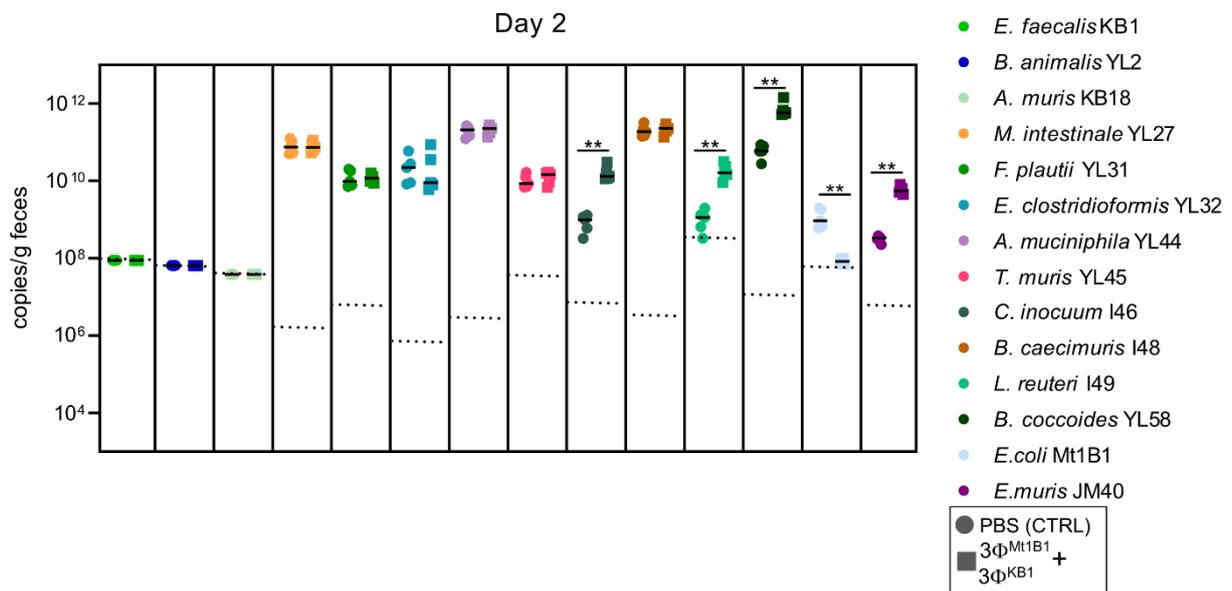 Day 2
copies/g feces
10^12
10^10
10^8
10^6
10^4
**
**
**
**
**
E. faecalis KB1
B. animalis YL2
A. muris KB18
M. intestinale YL27
F. plautii YL31
E. clostridioformis YL32
A. muciniphila YL44
T. muris YL45
C. inocuum I46
B. caecimuris I48
L. reuteri I49
B. coccoides YL58
E.coli Mt1B1
E.muris JM40
PBS (CTRL)
3Φ^Mt1B1 +
3Φ^KB1